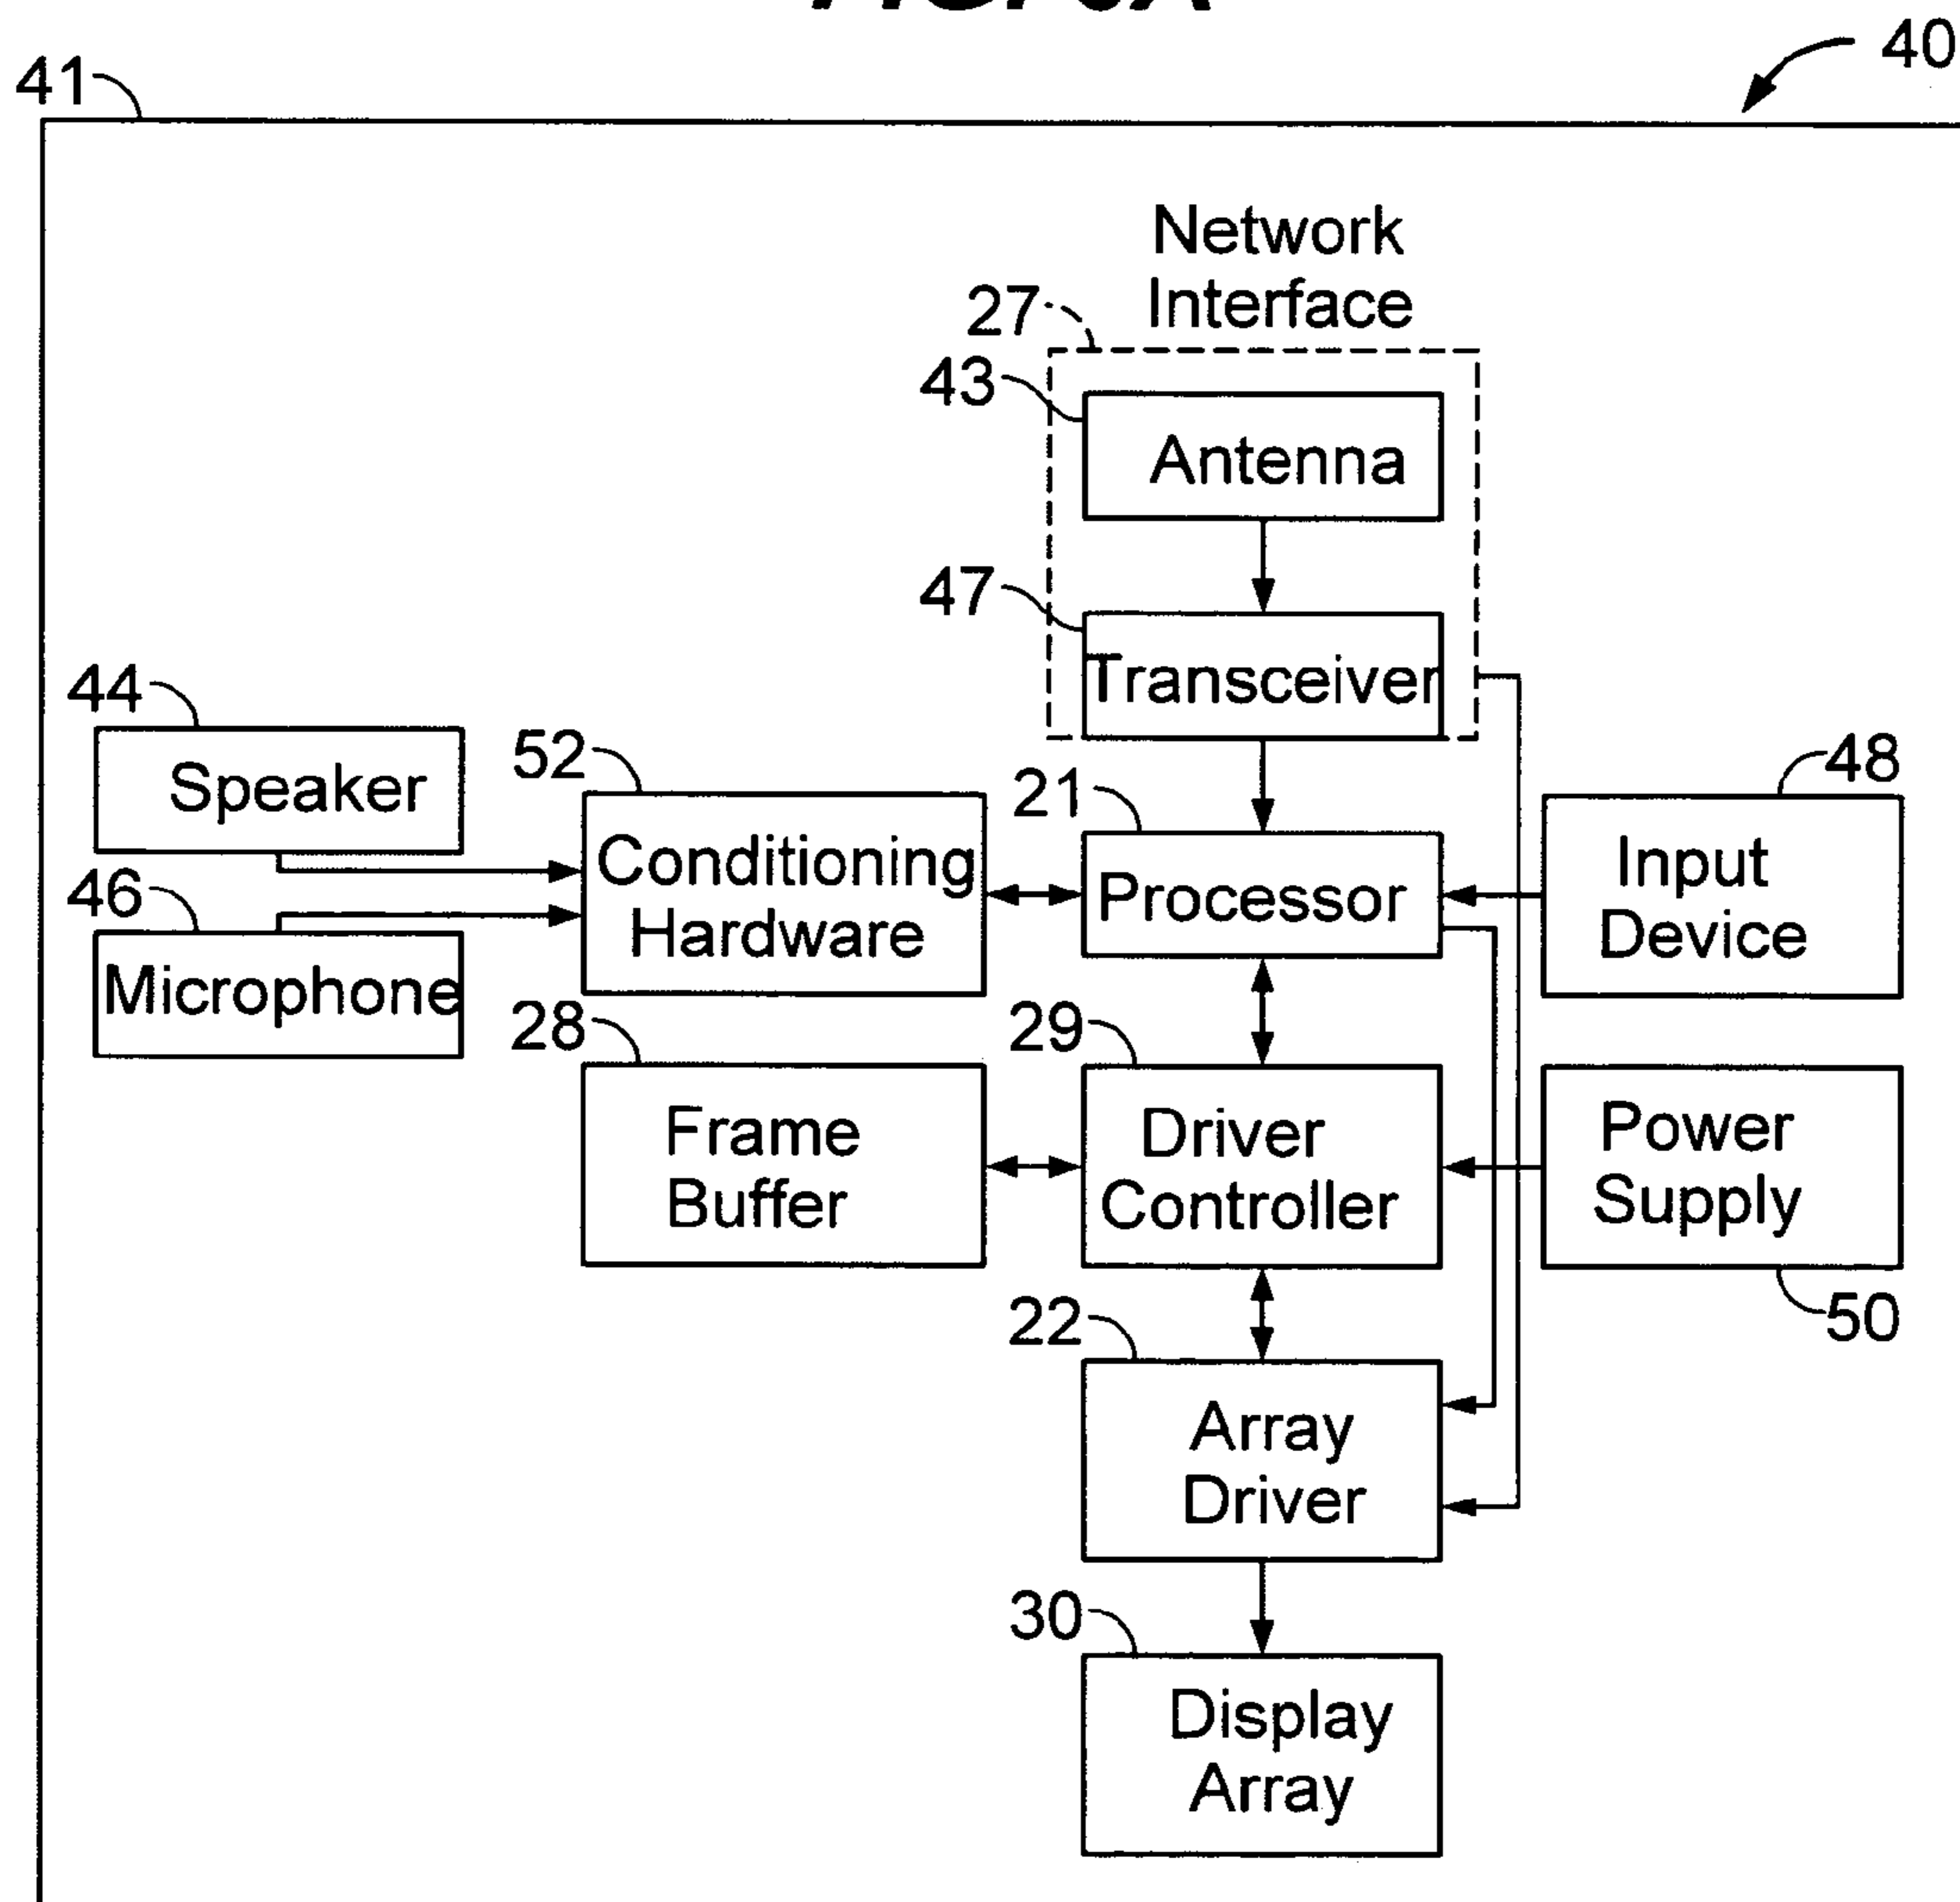 40
41
Network
Interface
27
43
Antenna
47
Transceiver
44
Speaker
52
Conditioning
Hardware
21
Processor
48
Input
Device
46
Microphone
28
Frame
Buffer
29
Driver
Controller
Power
Supply
50
22
Array
Driver
30
Display
Array